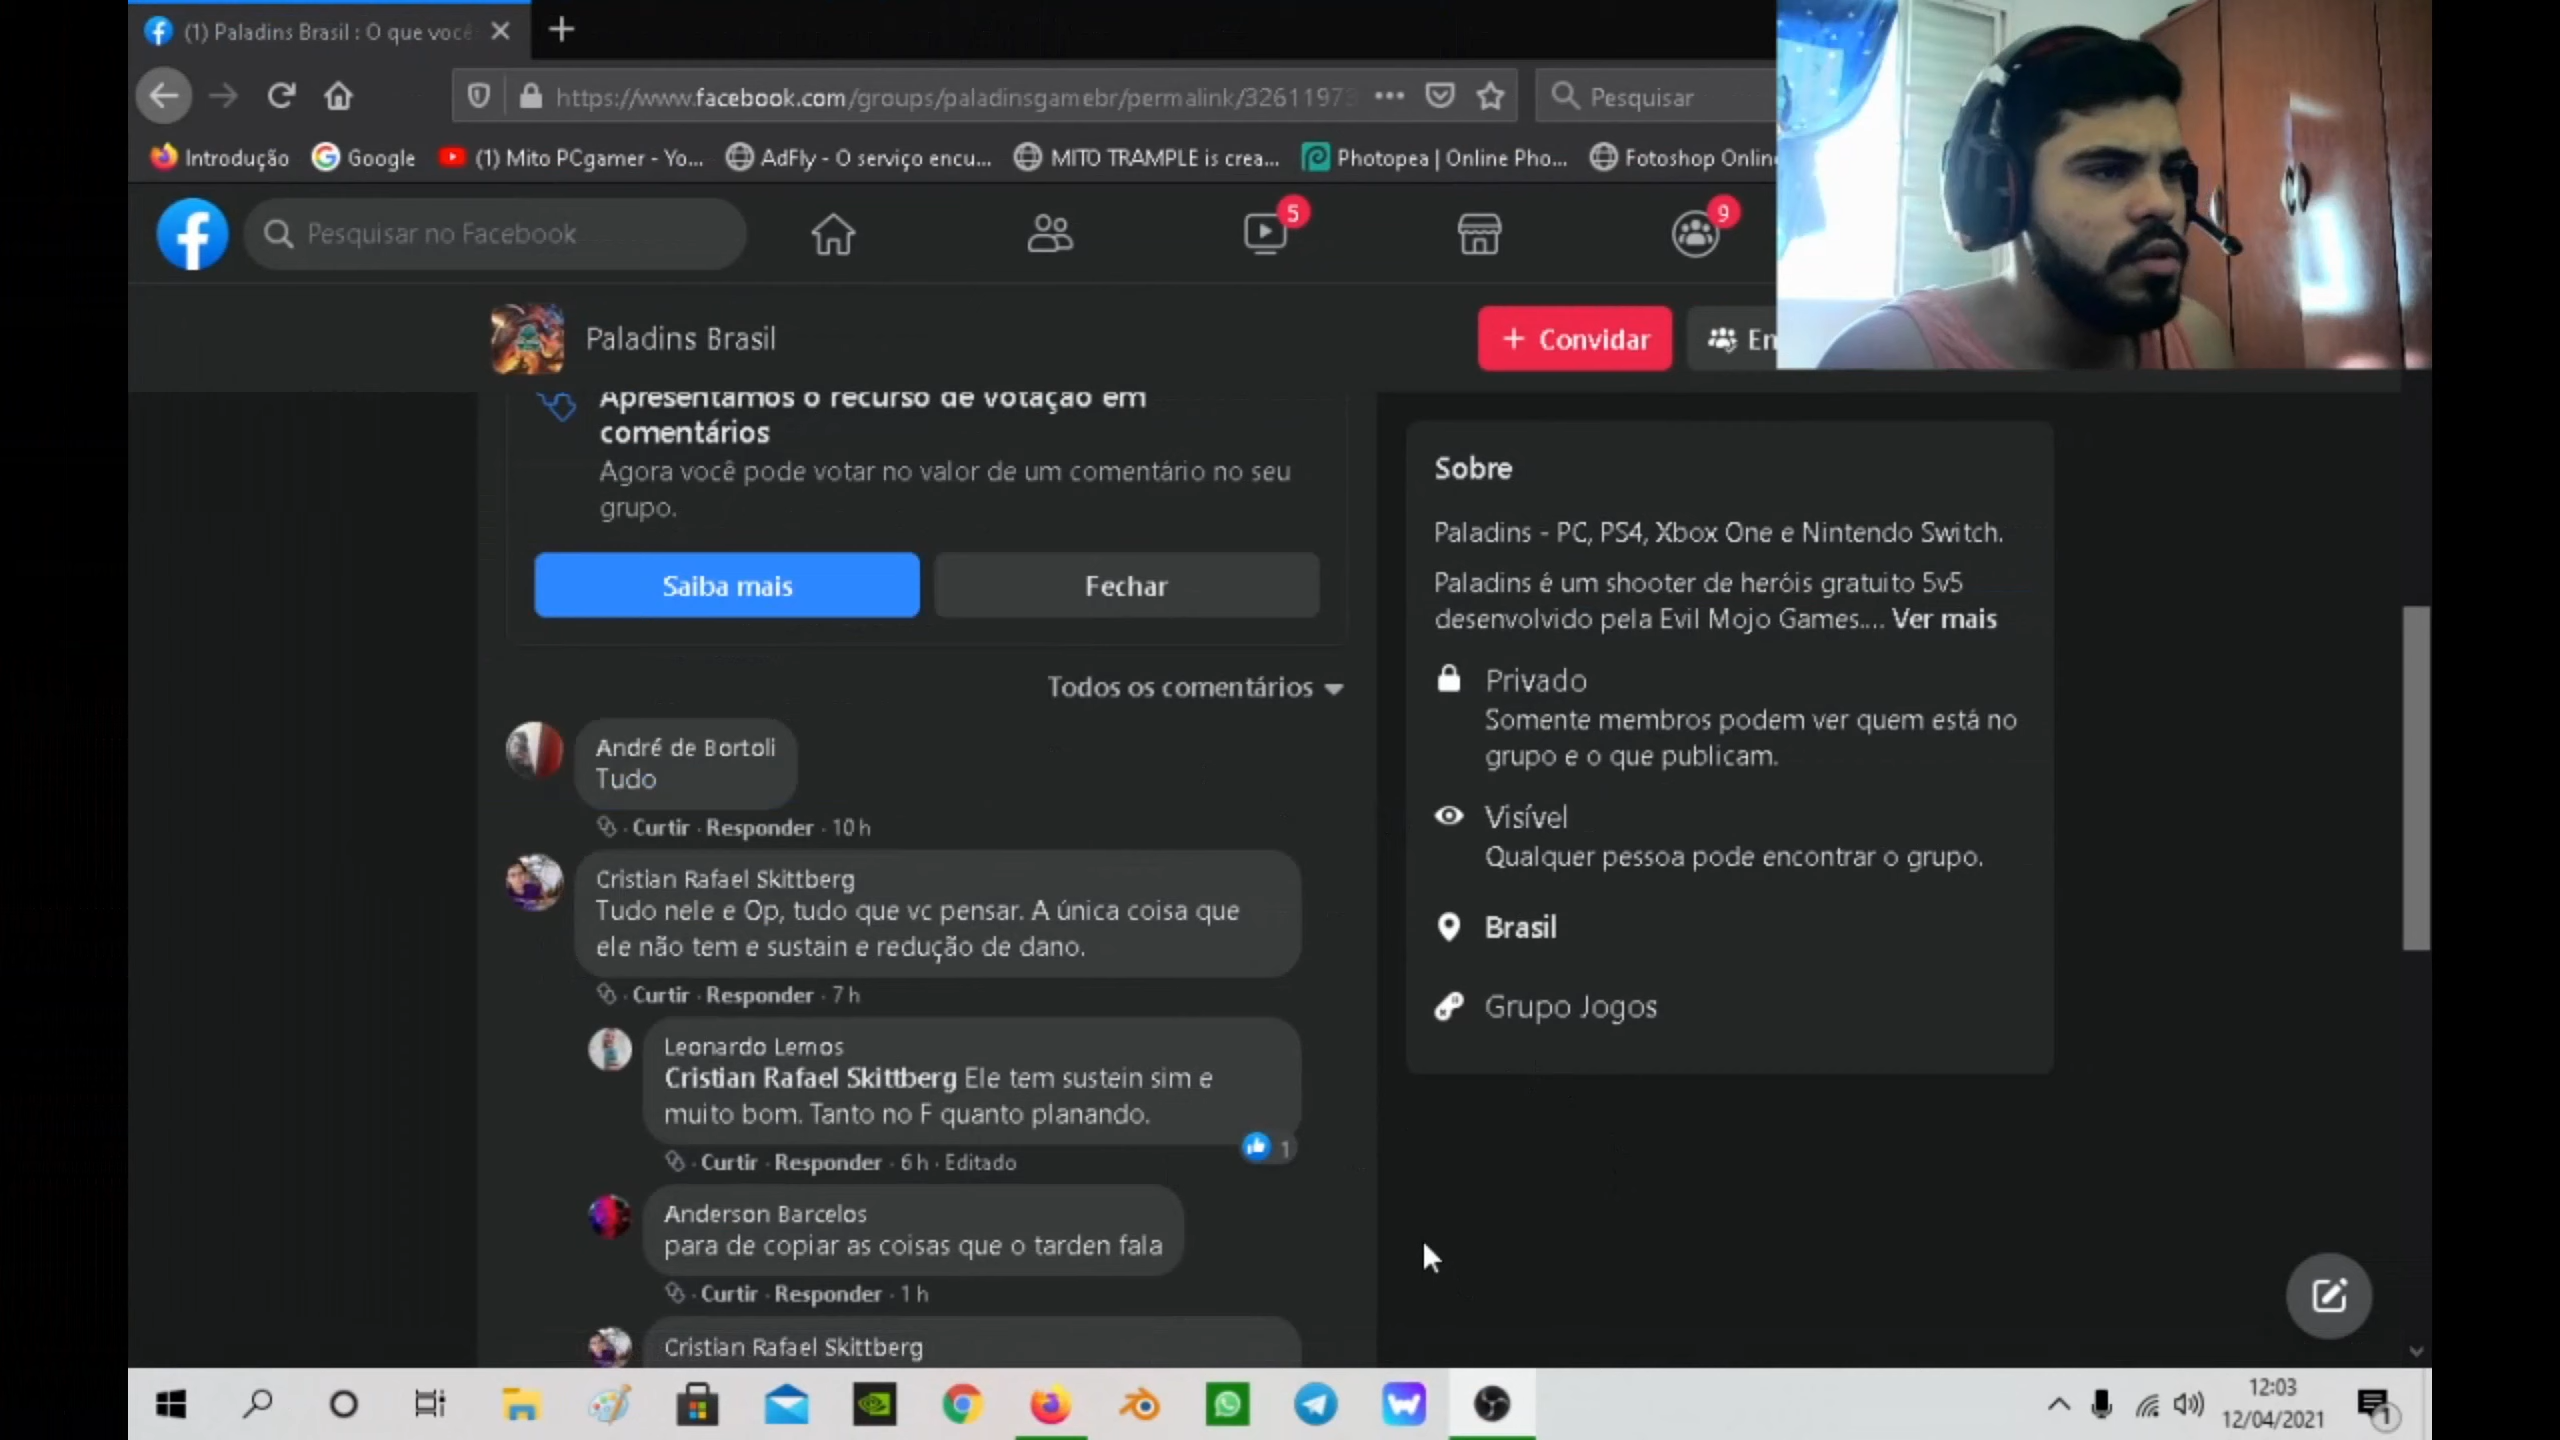 (1) Paladins Brasil : O que você
https://www.facebook.com/groups/paladinsgamebr/permalink/32611973
Pesquisar
Introdução
Google
(1) Mito PCgamer - Yo...
AdFly - O serviço encu...
MITO TRAMPLE is crea...
Photopea | Online Pho...
Fotoshop Onlin
Pesquisar no Facebook
5
9
Paladins Brasil
+ Convidar
En
Apresentamos o recurso de votação em
comentários
Agora você pode votar no valor de um comentário no seu
grupo.
Saiba mais
Fechar
Todos os comentários
André de Bortoli
Tudo
Curtir · Responder · 10 h
Cristian Rafael Skittberg
Tudo nele e Op, tudo que vc pensar. A única coisa que
ele não tem e sustain e redução de dano.
Curtir · Responder · 7 h
Leonardo Lemos
Cristian Rafael Skittberg Ele tem sustein sim e
muito bom. Tanto no F quanto planando.
1
Curtir · Responder · 6 h · Editado
Anderson Barcelos
para de copiar as coisas que o tarden fala
Curtir · Responder · 1 h
Cristian Rafael Skittberg
Sobre
Paladins - PC, PS4, Xbox One e Nintendo Switch.
Paladins é um shooter de heróis gratuito 5v5
desenvolvido pela Evil Mojo Games.... Ver mais
Privado
Somente membros podem ver quem está no
grupo e o que publicam.
Visível
Qualquer pessoa pode encontrar o grupo.
Brasil
Grupo Jogos
12:03
12/04/2021
1